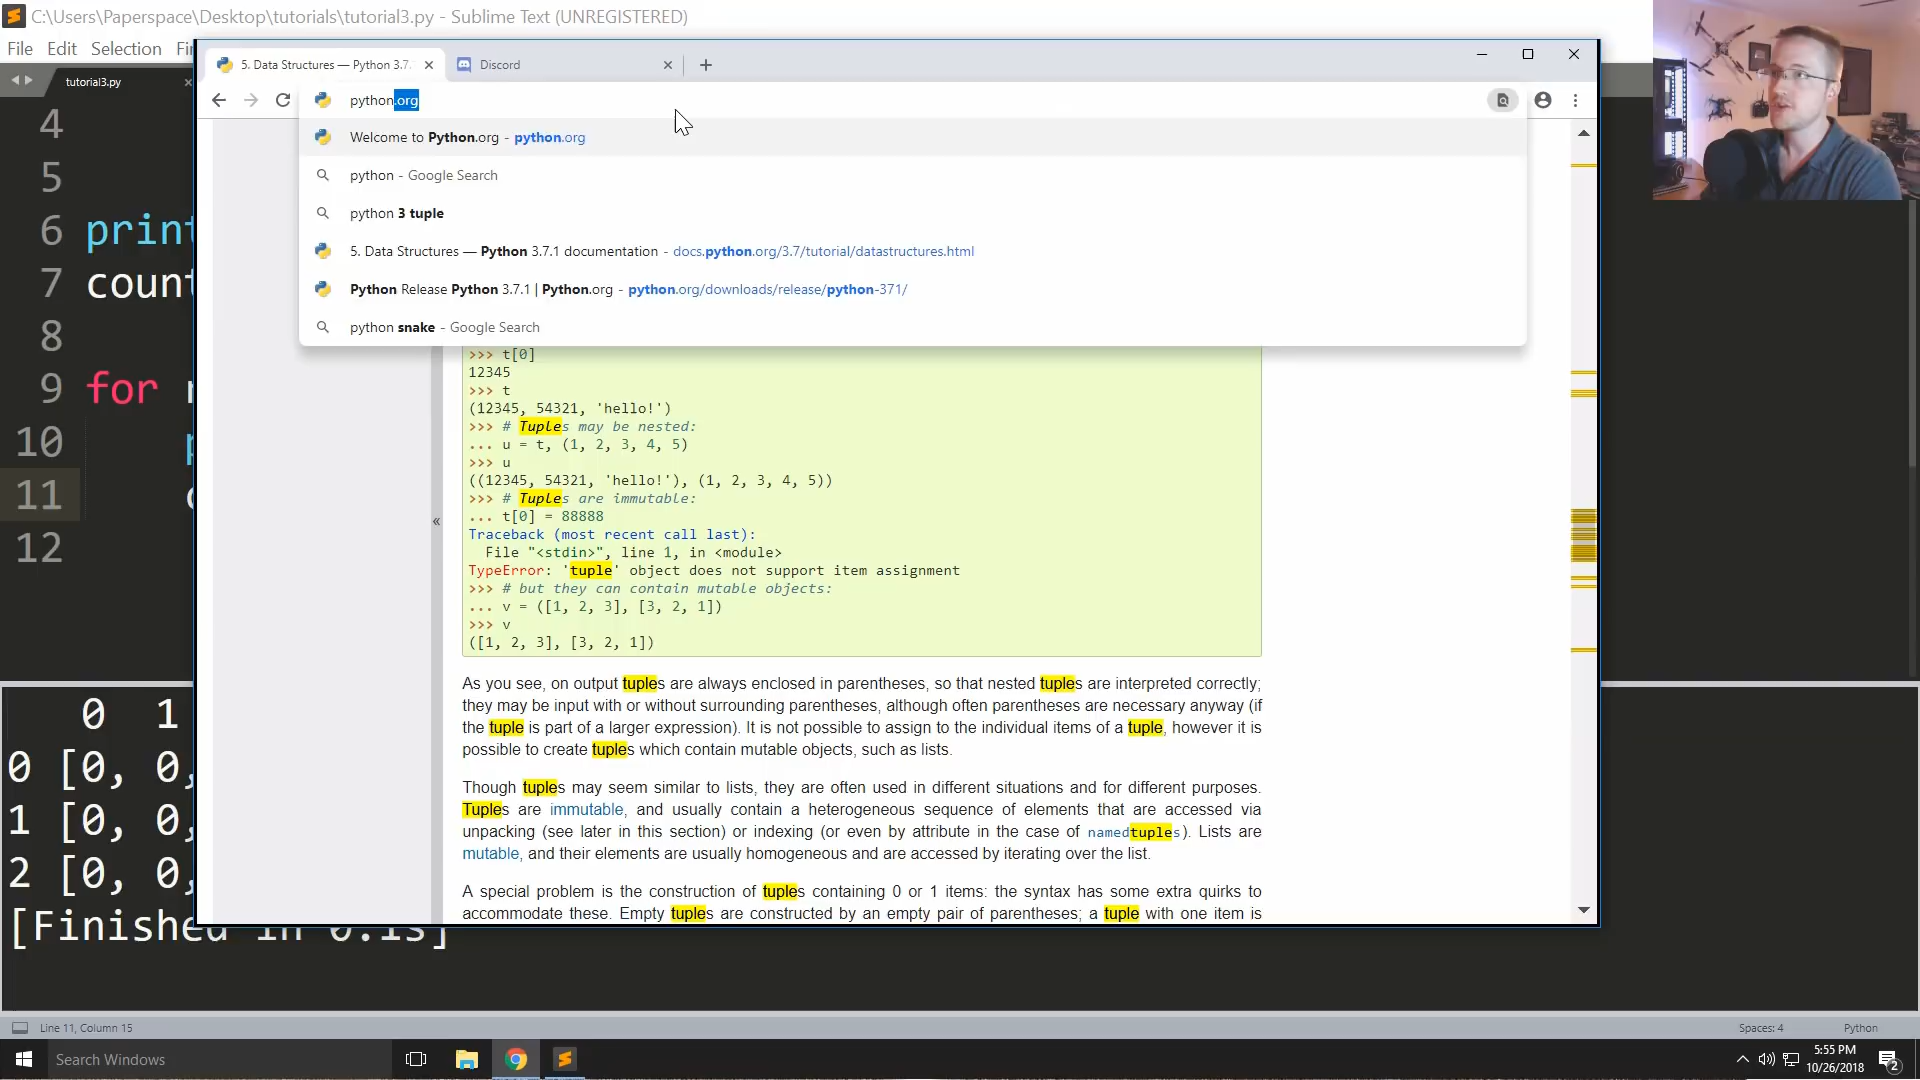 C:\Users\Paperspace\Desktop\tutorials\tutorial3.py - Sublime Text (UNREGISTERED)
File Edit Selection
tutorial3.py
5. Data Structures — Python 3.7.
Discord
python.org
Welcome to Python.org - python.org
python - Google Search
python 3 tuple
5. Data Structures — Python 3.7.1 documentation - docs.python.org/3.7/tutorial/datastructures.html
Python Release Python 3.7.1 | Python.org - python.org/downloads/release/python-371/
python snake - Google Search
4
5
6 print
7 count
8
9 for
10
11
12
>>> t[0]
12345
>>> t
(12345, 54321, 'hello!')
>>> # Tuples may be nested:
... u = t, (1, 2, 3, 4, 5)
>>> u
((12345, 54321, 'hello!'), (1, 2, 3, 4, 5))
>>> # Tuples are immutable:
... t[0] = 88888
Traceback (most recent call last):
File "<stdin>", line 1, in <module>
TypeError: 'tuple' object does not support item assignment
>>> # but they can contain mutable objects:
... v = ([1, 2, 3], [3, 2, 1])
>>> v
([1, 2, 3], [3, 2, 1])
«
As you see, on output tuples are always enclosed in parentheses, so that nested tuples are interpreted correctly;
they may be input with or without surrounding parentheses, although often parentheses are necessary anyway (if
the tuple is part of a larger expression). It is not possible to assign to the individual items of a tuple, however it is
possible to create tuples which contain mutable objects, such as lists.
Though tuples may seem similar to lists, they are often used in different situations and for different purposes.
Tuples are immutable, and usually contain a heterogeneous sequence of elements that are accessed via
unpacking (see later in this section) or indexing (or even by attribute in the case of namedtuples). Lists are
mutable, and their elements are usually homogeneous and are accessed by iterating over the list.
A special problem is the construction of tuples containing 0 or 1 items: the syntax has some extra quirks to
accommodate these. Empty tuples are constructed by an empty pair of parentheses; a tuple with one item is
0 1
0 [0, 0,
1 [0, 0,
2 [0, 0,
[Finished in 0.1s]
Line 11, Column 15
Spaces: 4
Python
Search Windows
5:55 PM
10/26/2018
2